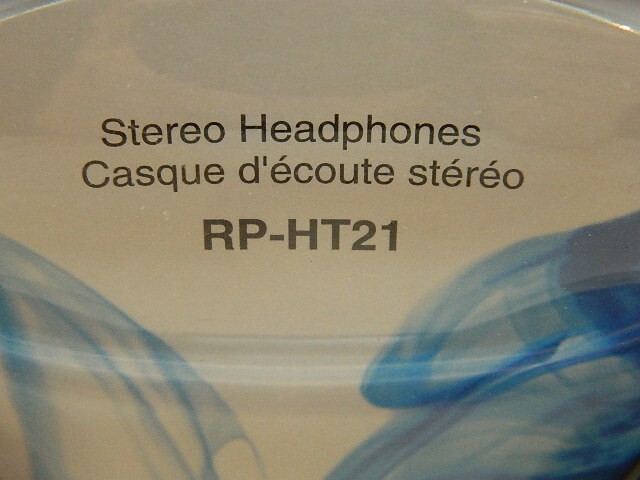 Stereo Headphones
Casque d'écoute stéréo
RP-HT21